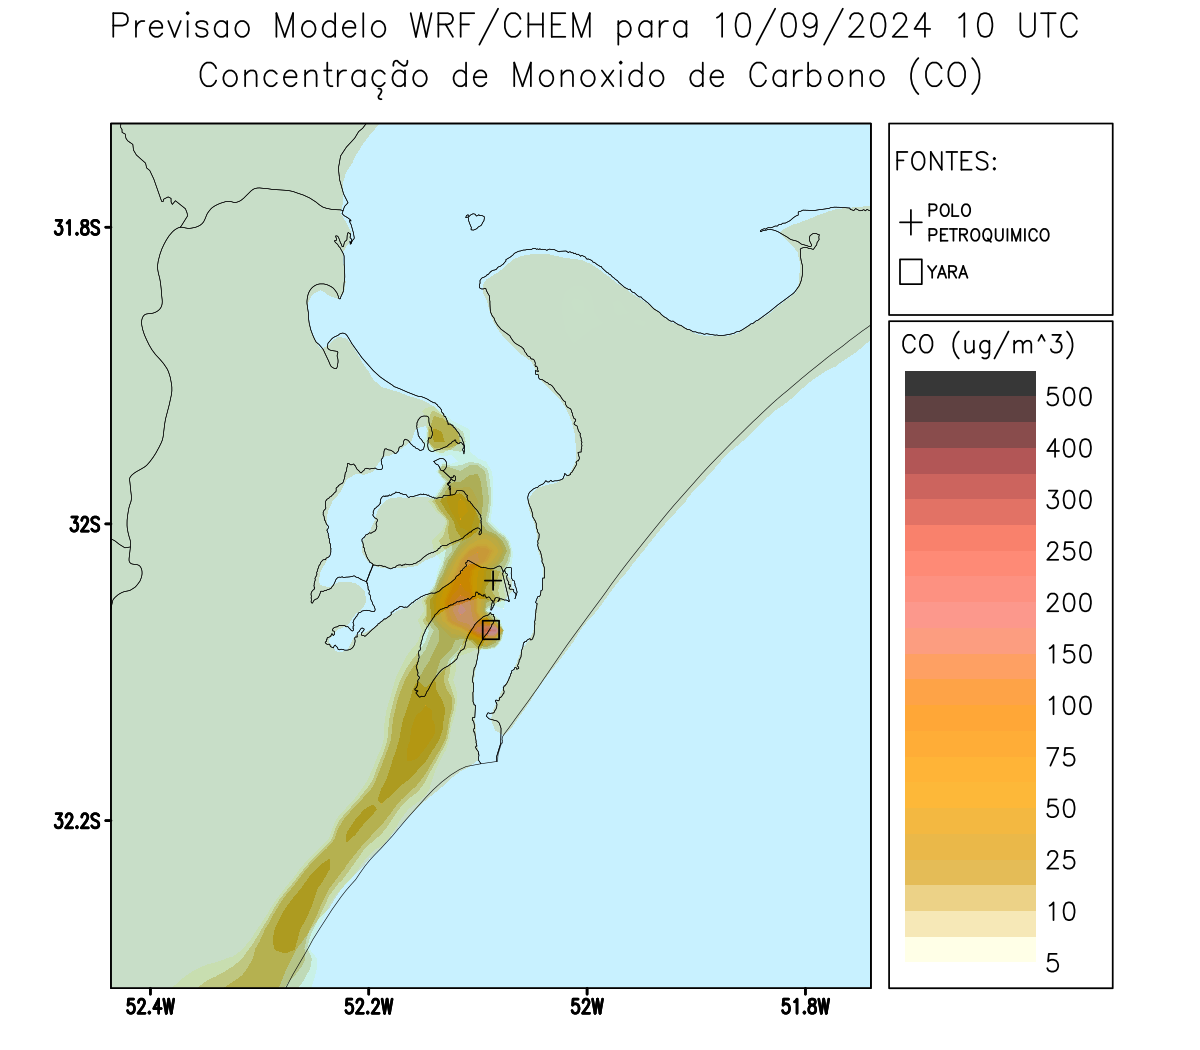 Previsao Modelo WRF/CHEM para 10/09/2024 10 UTC
Concentração de Monoxido de Carbono (CO)
FONTES:
POLO
PETROQUIMICO
YARA
31.8S
32S
32.2S
52.4W
52.2W
52W
51.8W
CO (ug/m^3)
500
400
300
250
200
150
100
75
50
25
10
5